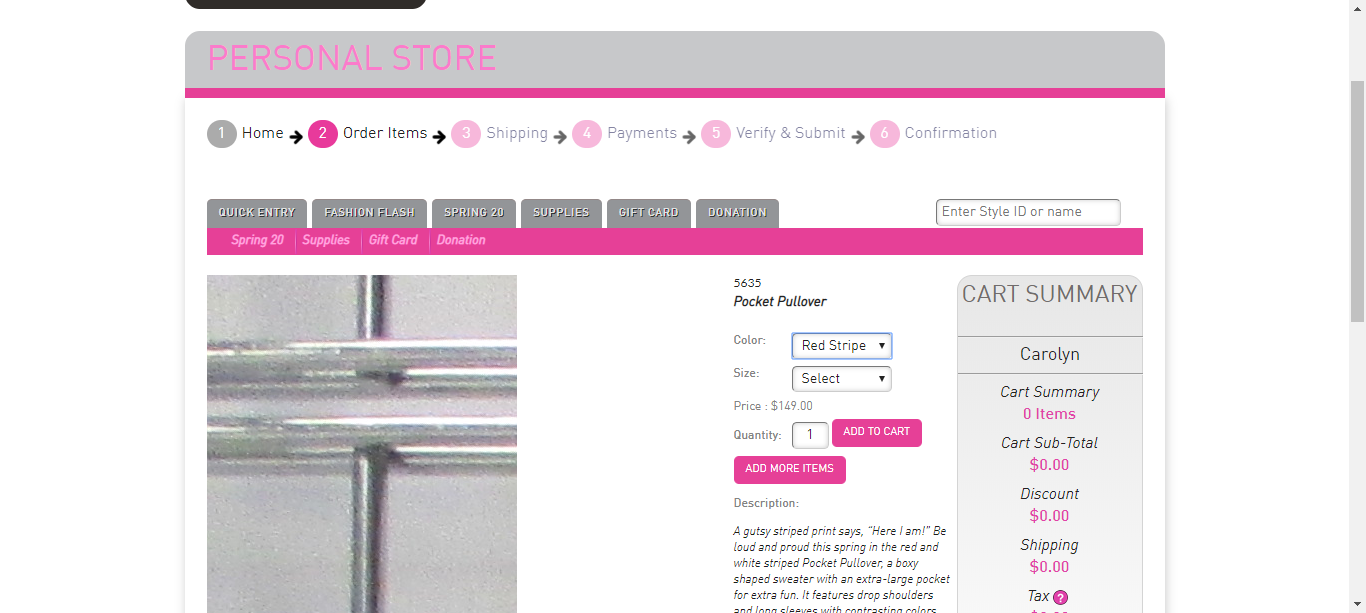 PERSONAL STORE
1 Home 2 Order Items 3 Shipping 4 Payments 5 Verify & Submit 6 Confirmation
QUICK ENTRY FASHION FLASH SPRING 20 SUPPLIES GIFT CARD DONATION
Enter Style ID or name
Spring 20 Supplies Gift Card Donation
5635
Pocket Pullover
Color: Red Stripe
Size: Select
Price : $149.00
Quantity: 1 ADD TO CART
ADD MORE ITEMS
Description:
A gutsy striped print says, "Here I am!" Be
loud and proud this spring in the red and
white striped Pocket Pullover, a boxy
shaped sweater with an extra-large pocket
for extra fun. It features drop shoulders
and long sleeves with contrasting colors
CART SUMMARY
Carolyn
Cart Summary
0 Items
Cart Sub-Total
$0.00
Discount
$0.00
Shipping
$0.00
Tax ?